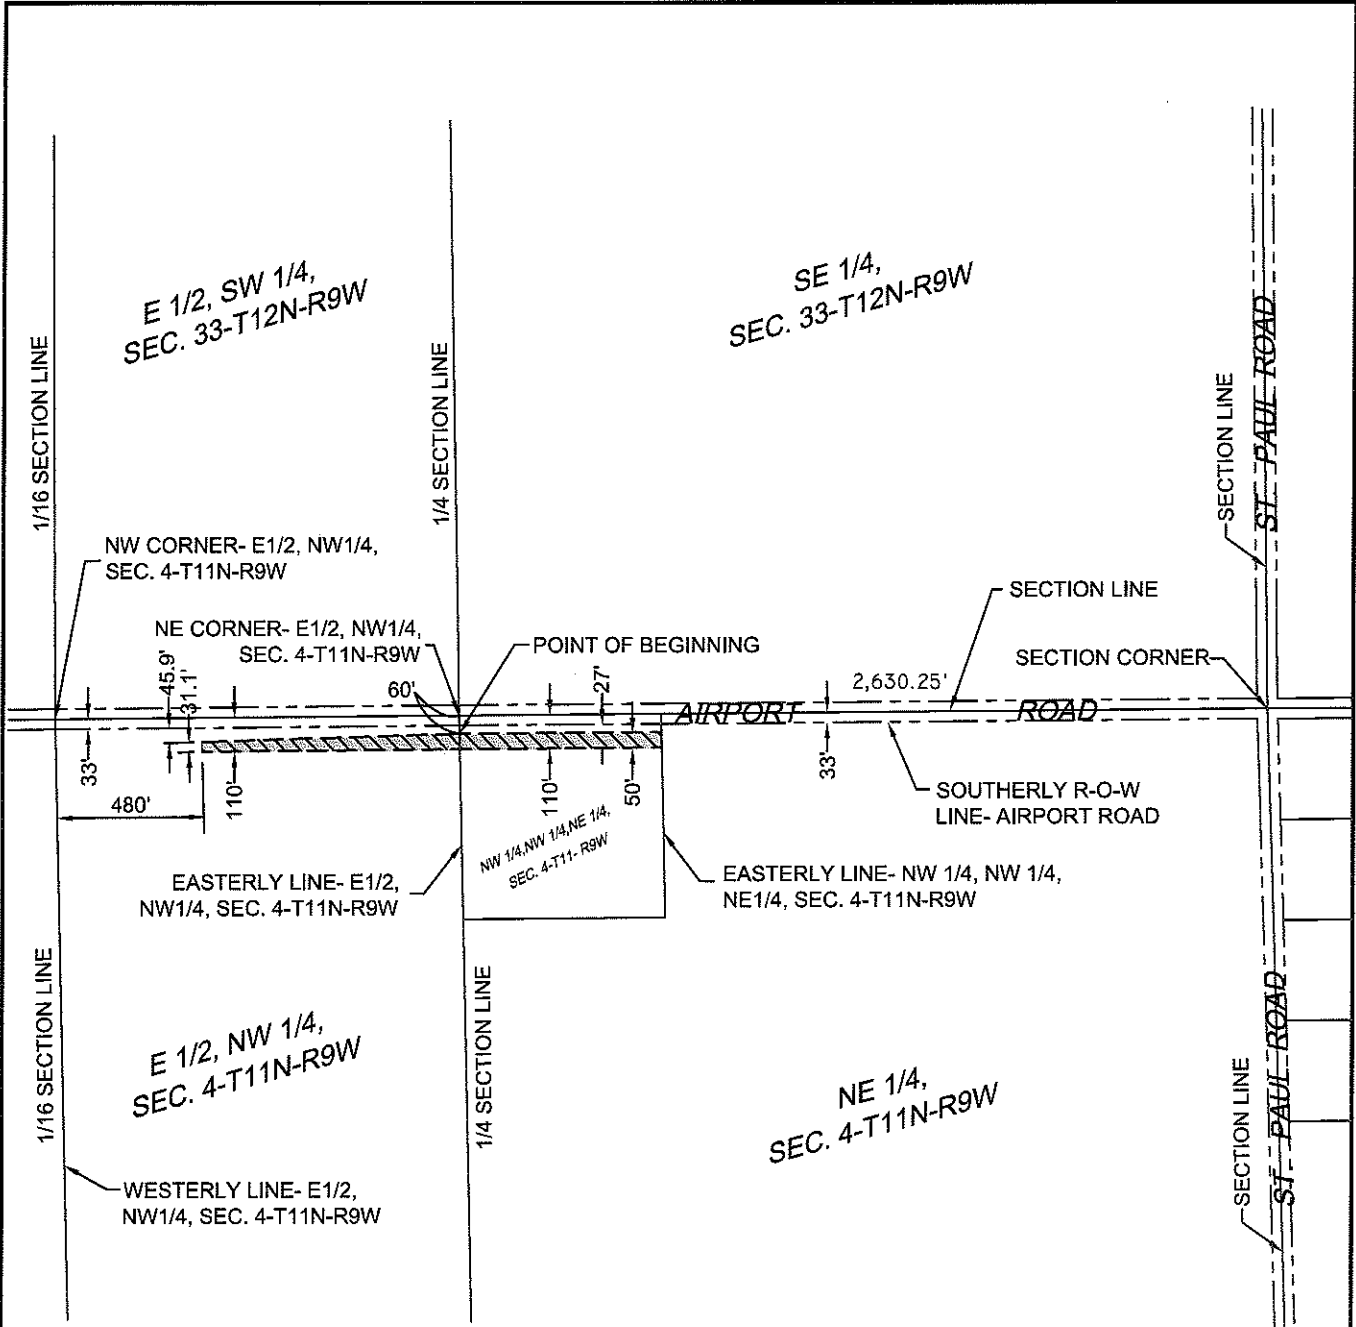 E 1/2, SW 1/4,
SEC. 33-T12N-R9W
SE 1/4,
SEC. 33-T12N-R9W
1/16 SECTION LINE
1/4 SECTION LINE
SECTION LINE
ST. PAUL ROAD
NW CORNER- E1/2, NW1/4,
SEC. 4-T11N-R9W
NE CORNER- E1/2, NW1/4,
SEC. 4-T11N-R9W
POINT OF BEGINNING
SECTION LINE
SECTION CORNER
2,630.25'
45.9'
31.1'
60'
27'
AIRPORT ROAD
33'
480'
110'
110'
50'
33'
SOUTHERLY R-O-W
LINE- AIRPORT ROAD
NW 1/4,NW 1/4,NE 1/4,
SEC. 4-T11- R9W
EASTERLY LINE- E1/2,
NW1/4, SEC. 4-T11N-R9W
EASTERLY LINE- NW 1/4, NW 1/4,
NE1/4, SEC. 4-T11N-R9W
1/16 SECTION LINE
1/4 SECTION LINE
E 1/2, NW 1/4,
SEC. 4-T11N-R9W
NE 1/4,
SEC. 4-T11N-R9W
SECTION LINE
ST. PAUL ROAD
WESTERLY LINE- E1/2,
NW1/4, SEC. 4-T11N-R9W